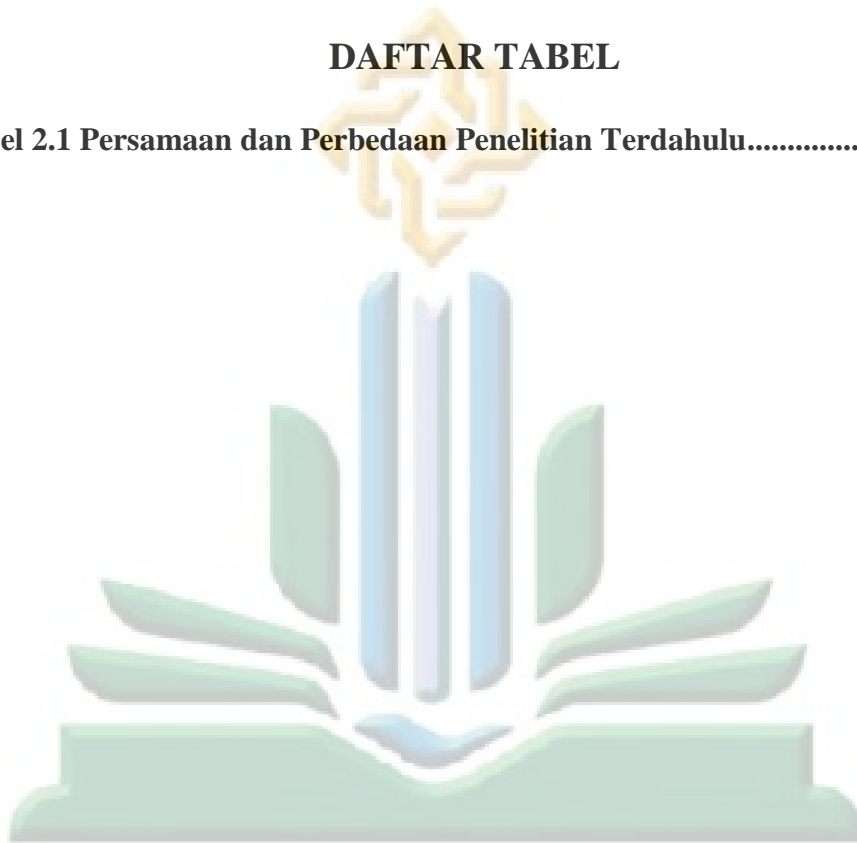 DAFTAR TABEL
el 2.1 Persamaan dan Perbedaan Penelitian Terdahulu..............